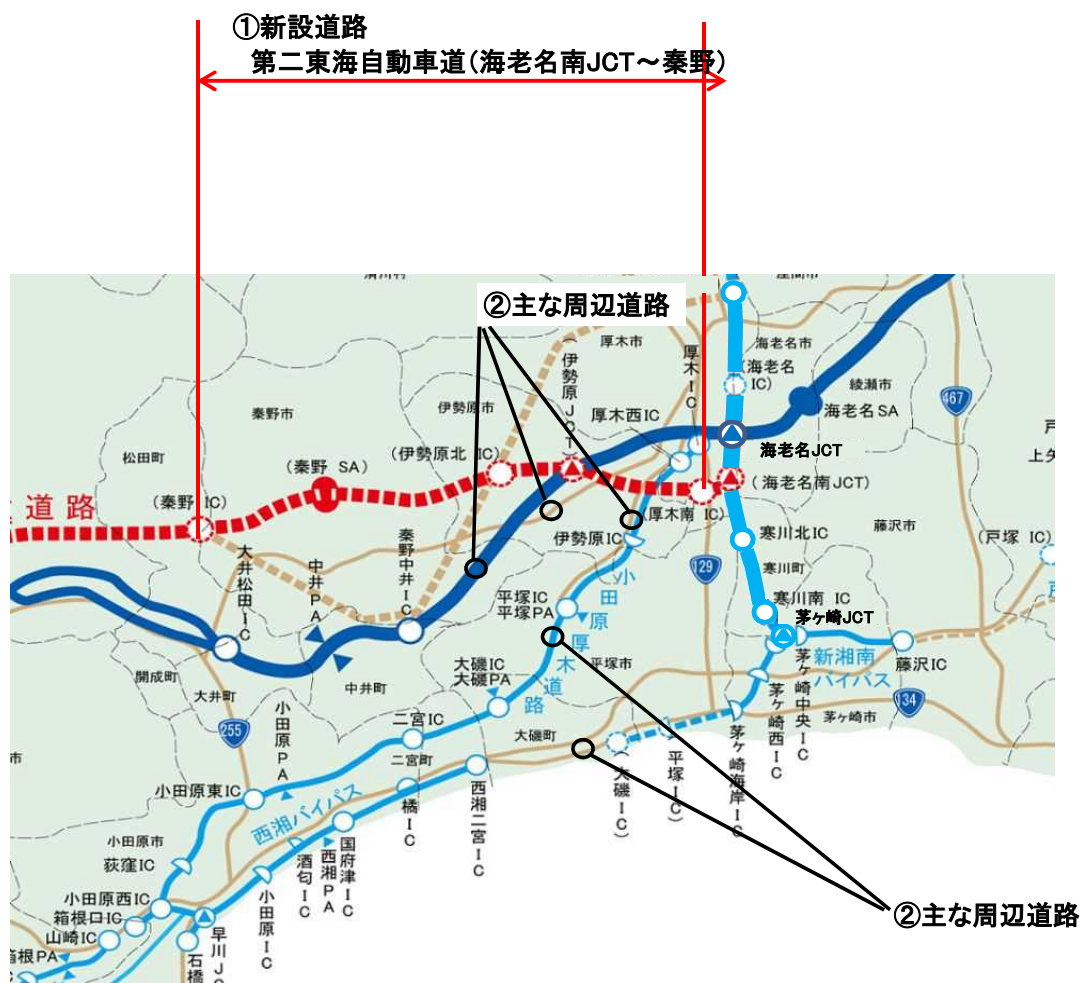 ①新設道路
第二東海自動車道(海老名南JCT～秦野)
②主な周辺道路
座間市
厚木市
海老名市
(海老名IC)
綾瀬市
海老名SA
467
厚木IC
(伊勢原JCT)
厚木西IC
伊勢原市
秦野市
松田町
(伊勢原北 IC)
(秦野 SA)
(秦野 IC)
道路
海老名JCT
(海老名南JCT)
(厚木南 IC)
伊勢原IC
寒川北IC
藤沢市
(戸塚 IC)
129
寒川町
寒川南 IC
茅ヶ崎JCT
大井松田IC
中井PA
秦野中井IC
平塚IC
平塚PA
小田原厚木道路
平塚市
大磯IC
大磯PA
新湘南
バイパス
藤沢IC
茅ヶ崎中央IC
茅ヶ崎西IC
134
茅ヶ崎市
開成町
大井町
中井町
255
小田原PA
二宮IC
二宮町
大磯町
(大磯IC)
(平塚IC)
茅ヶ崎海岸IC
小田原東IC
西湘バイパス
橘IC
西湘二宮IC
小田原市
荻窪IC
国府津IC
西湘PA
酒匂IC
小田原IC
小田原西IC
箱根口IC
山崎IC
箱根PA
早川JC
石橋
②主な周辺道路